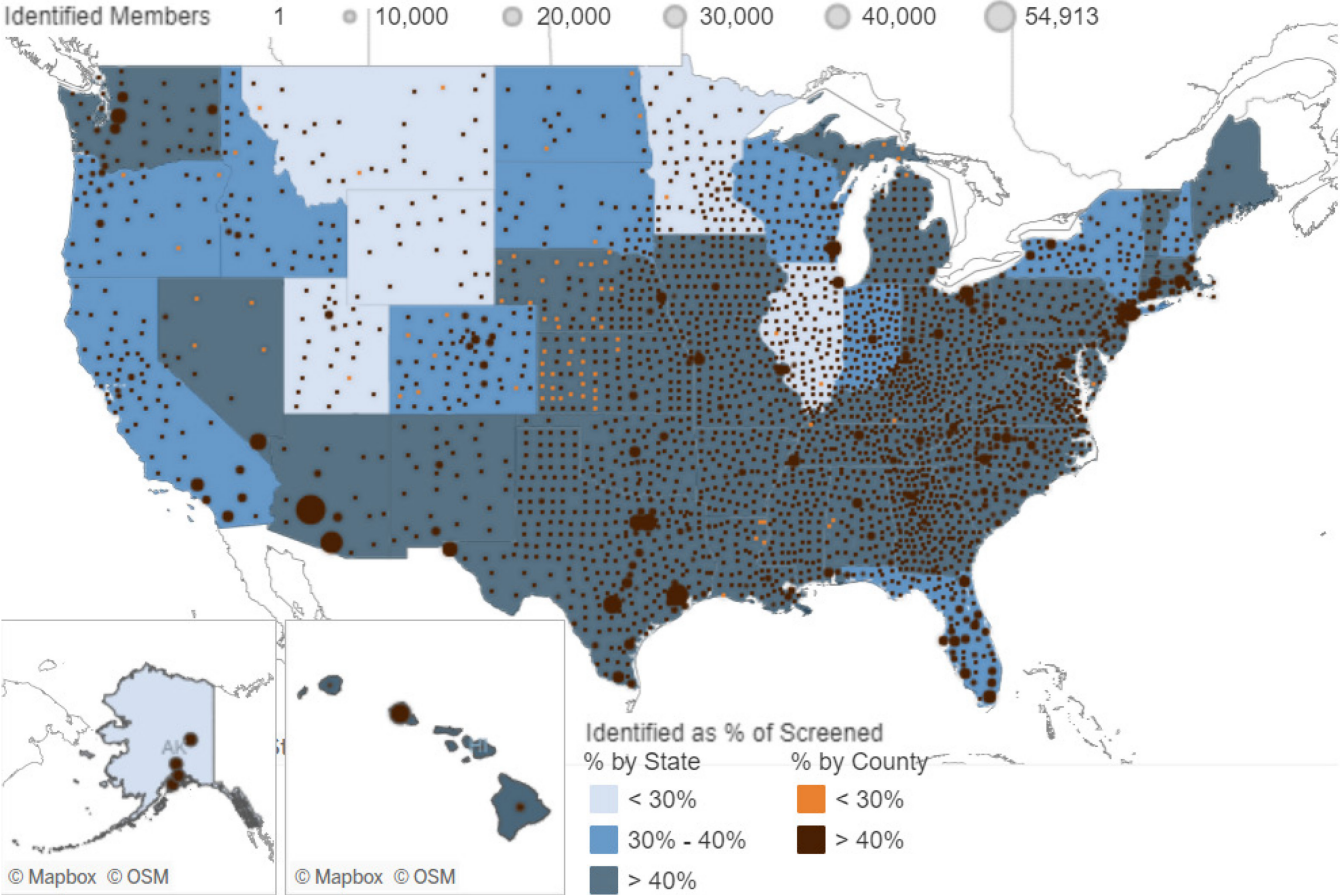 Identified Members 1 10,000 20,000 30,000 40,000 54,913
AK
HI
© Mapbox © OSM
© Mapbox © OSM
Identified as % of Screened
% by State % by County
< 30% < 30%
30% - 40% > 40%
> 40%